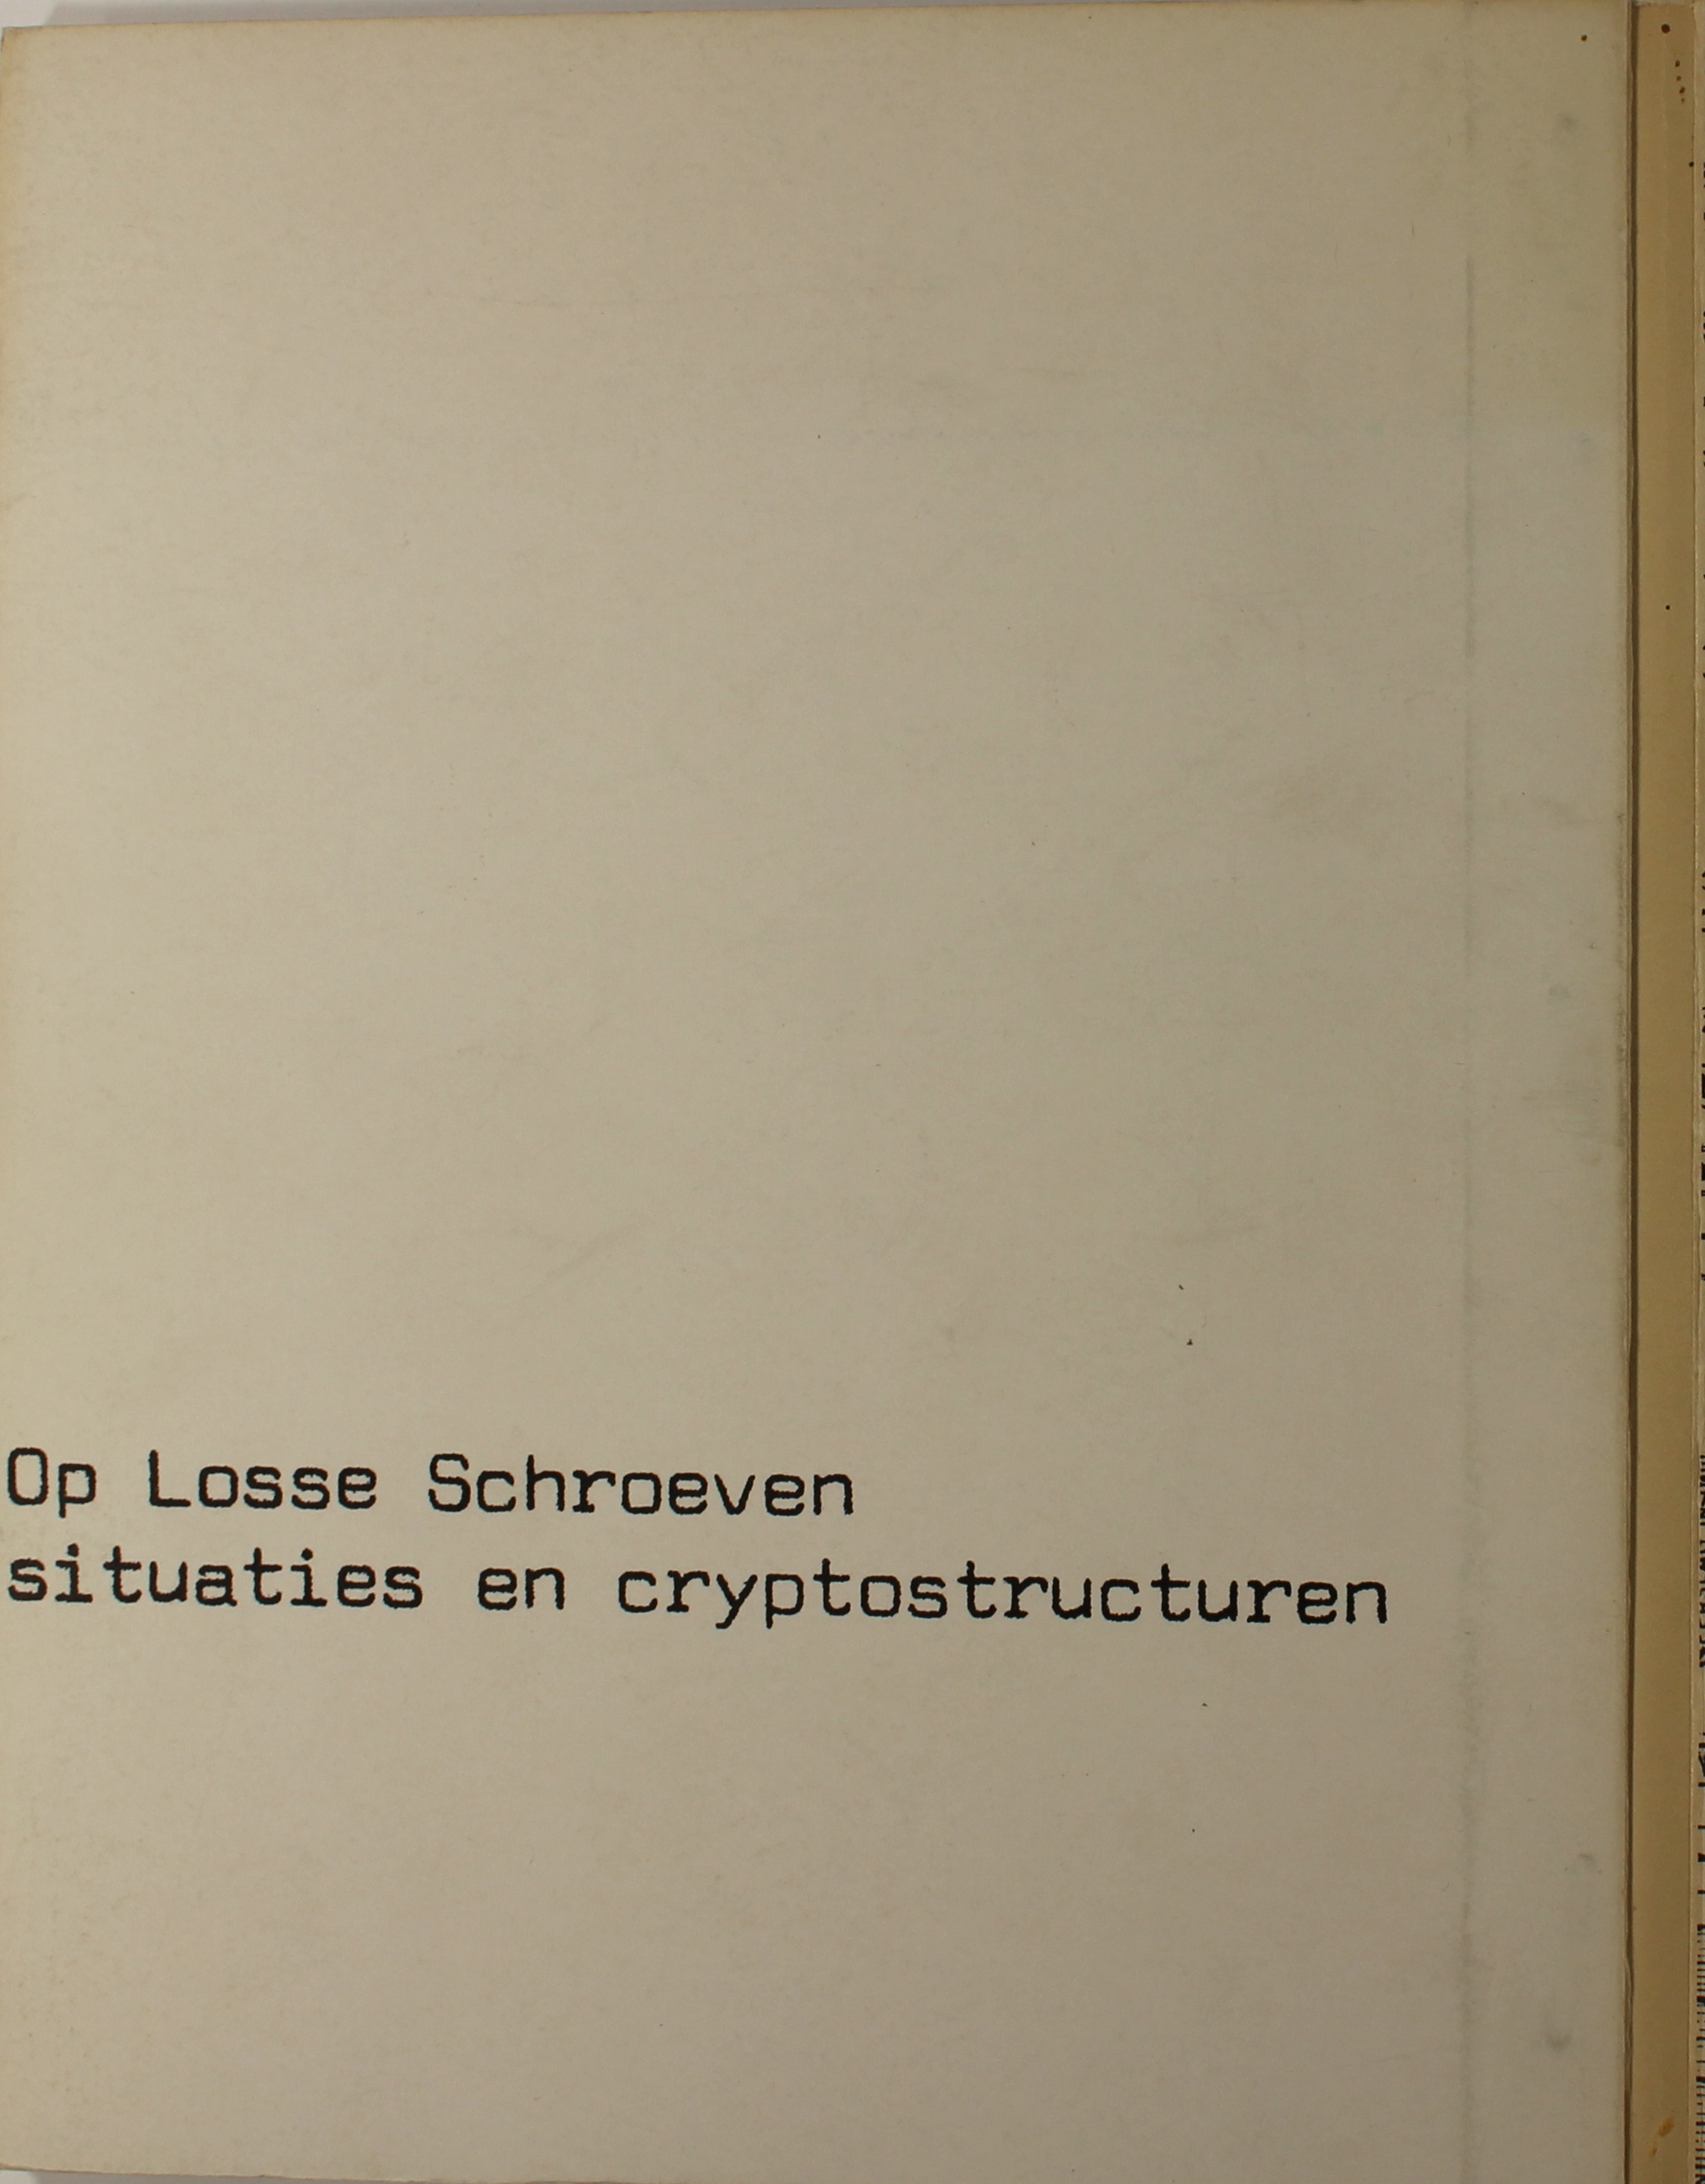 Op Losse Schroeven
situaties en cryptostructuren